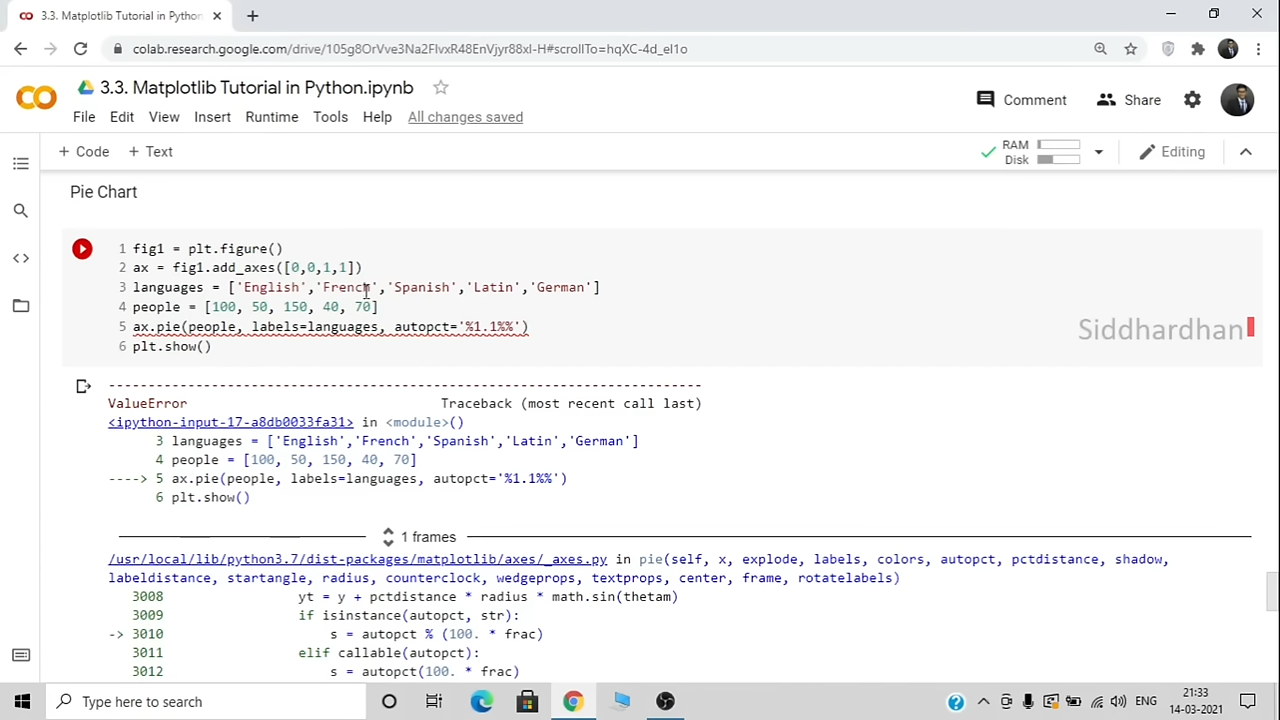 3.3. Matplotlib Tutorial in Python
colab.research.google.com/drive/105g8OrVve3Na2FlvxR48EnVjyr88xI-H#scrollTo=hqXC-4d_eI1o
3.3. Matplotlib Tutorial in Python.ipynb
File Edit View Insert Runtime Tools Help All changes saved
Comment Share
+ Code + Text
RAM
Disk
Editing
Pie Chart
1 fig1 = plt.figure()
2 ax = fig1.add_axes([0,0,1,1])
3 languages = ['English','French','Spanish','Latin','German']
4 people = [100, 50, 150, 40, 70]
5 ax.pie(people, labels=languages, autopct='%1.1%%')
6 plt.show()
Siddhardhan
---------------------------------------------------------------------------
ValueError Traceback (most recent call last)
<ipython-input-17-a8db0033fa31> in <module>()
3 languages = ['English','French','Spanish','Latin','German']
4 people = [100, 50, 150, 40, 70]
----> 5 ax.pie(people, labels=languages, autopct='%1.1%%')
6 plt.show()
1 frames
/usr/local/lib/python3.7/dist-packages/matplotlib/axes/_axes.py in pie(self, x, explode, labels, colors, autopct, pctdistance, shadow,
labeldistance, startangle, radius, counterclock, wedgeprops, textprops, center, frame, rotatelabels)
3008 yt = y + pctdistance * radius * math.sin(thetam)
3009 if isinstance(autopct, str):
-> 3010 s = autopct % (100. * frac)
3011 elif callable(autopct):
3012 s = autopct(100. * frac)
Type here to search
ENG
21:33
14-03-2021